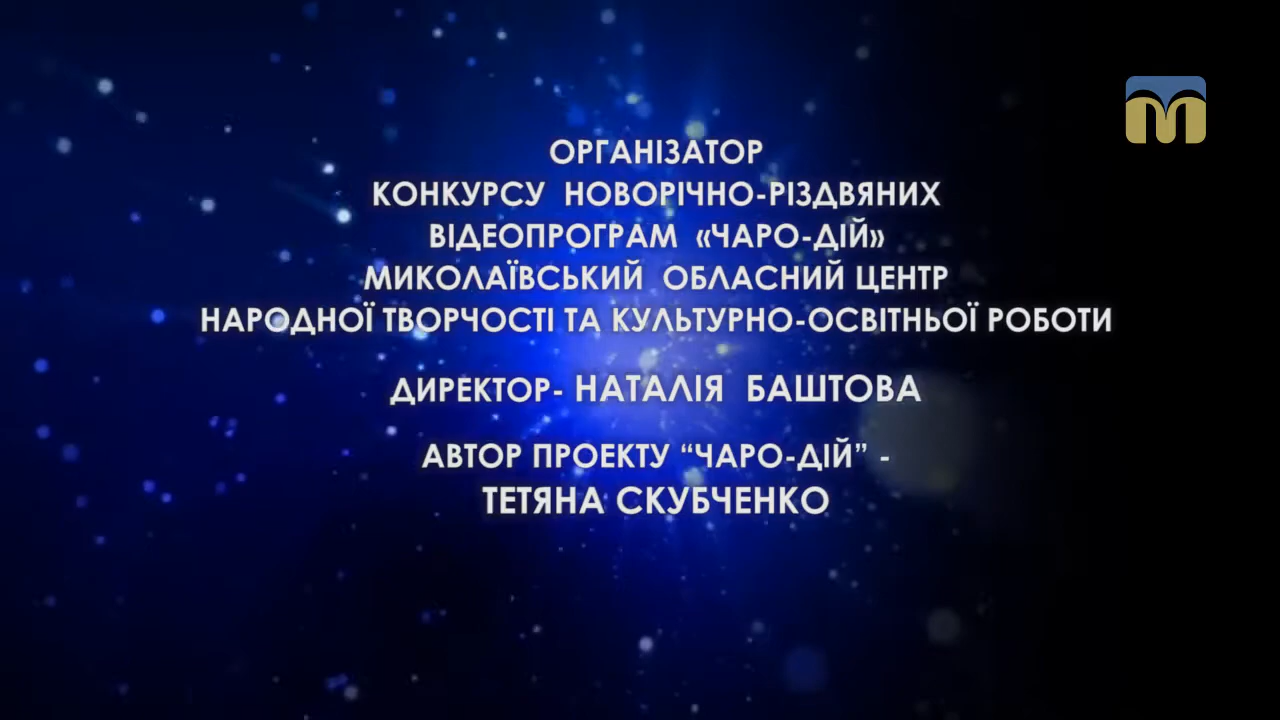 ОРГАНІЗАТОР
КОНКУРСУ НОВОРІЧНО-РІЗДВЯНИХ
ВІДЕОПРОГРАМ «ЧАРО-ДІЙ»
МИКОЛАЇВСЬКИЙ ОБЛАСНИЙ ЦЕНТР
НАРОДНОЇ ТВОРЧОСТІ ТА КУЛЬТУРНО-ОСВІТНЬОЇ РОБОТИ
ДИРЕКТОР- НАТАЛІЯ БАШТОВА
АВТОР ПРОЕКТУ “ЧАРО-ДІЙ” -
ТЕТЯНА СКУБЧЕНКО